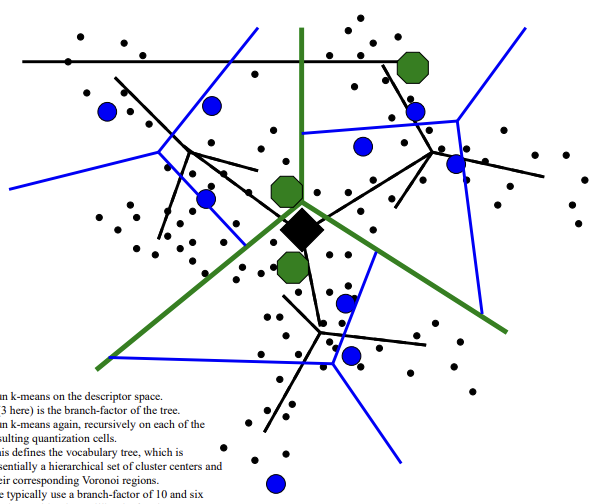 un k-means on the descriptor space.
(3 here) is the branch-factor of the tree.
un k-means again, recursively on each of the
sulting quantization cells.
his defines the vocabulary tree, which is
sentially a hierarchical set of cluster centers and
eir corresponding Voronoi regions.
e typically use a branch-factor of 10 and six